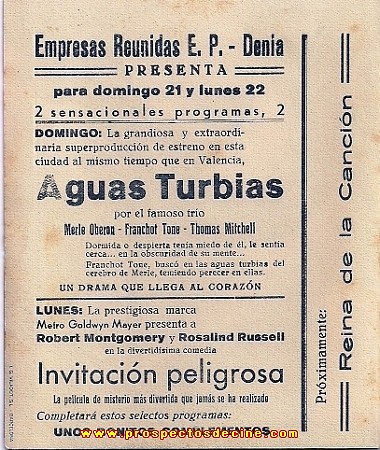 Empresas Reunidas E. P. - Denia
PRESENTA
para domingo 21 y lunes 22
2 sensacionales programas, 2
DOMINGO: La grandiosa y extraordi-
naria superproducción de estreno en esta
ciudad al mismo tiempo que en Valencia,
Aguas Turbias
por el famoso trío
Merle Oberon - Franchot Tone - Thomas Mitchell
Dormida o despierta tenía miedo de él, le sentía
cerca... en la obscuridad de su mente...
Franchot Tone, buscó en las aguas turbias del
cerebro de Merle, temiendo perecer en ellas.
UN DRAMA QUE LLEGA AL CORAZÓN
LUNES: La prestigiosa marca
Metro Goldwyn Mayer presenta a
Robert Montgomery y Rosalind Russell
en la divertidísima comedia
Invitación peligrosa
La película de misterio más divertida que jamás se ha realizado
Completará estos selectos programas:
UNOS BONITOS COMPLEMENTOS
www.prospectosdecine.com
Próximamente:
Reina de la Canción